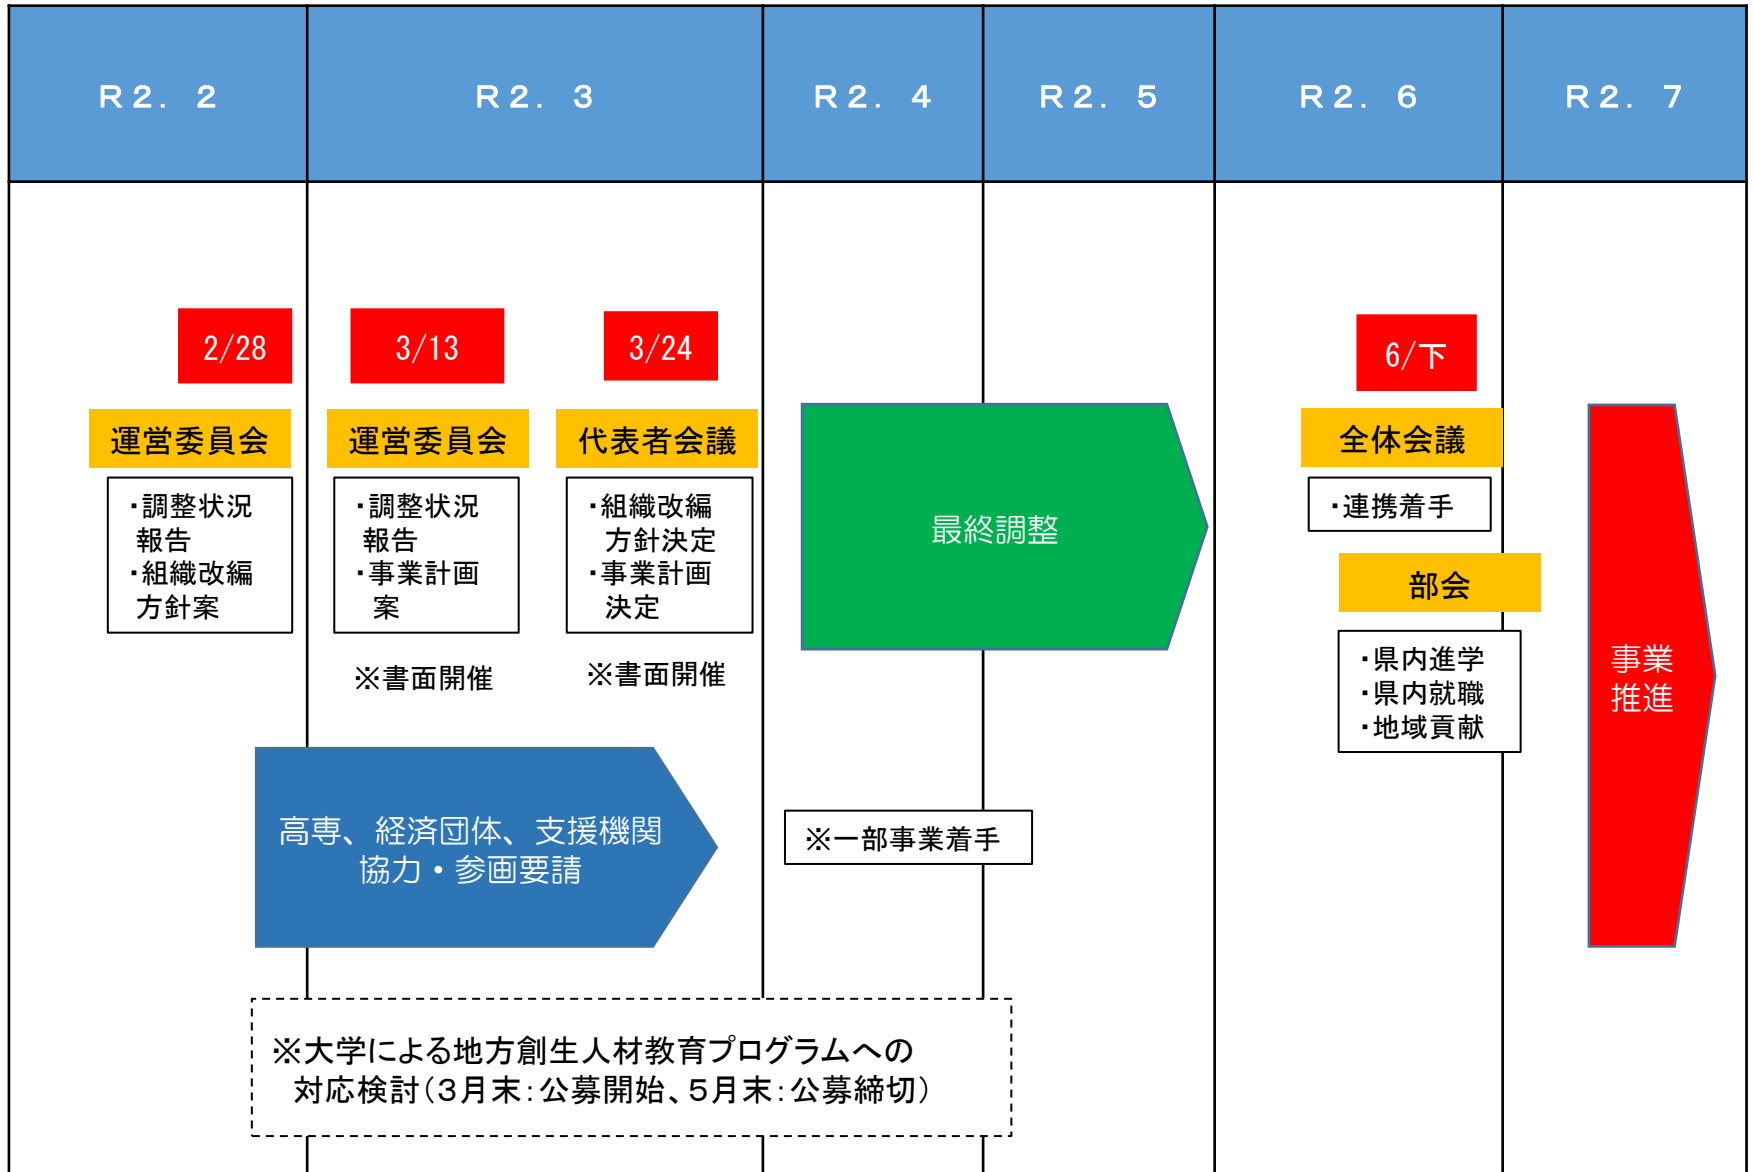 Ｒ２．２
Ｒ２．３
Ｒ２．４
Ｒ２．５
Ｒ２．６
Ｒ２．７
2/28
運営委員会
・調整状況
報告
・組織改編
方針案
3/13
運営委員会
・調整状況
報告
・事業計画
案
※書面開催
3/24
代表者会議
・組織改編
方針決定
・事業計画
決定
※書面開催
最終調整
6/下
全体会議
・連携着手
部会
・県内進学
・県内就職
・地域貢献
事業
推進
高専、経済団体、支援機関
協力・参画要請
※一部事業着手
※大学による地方創生人材教育プログラムへの
対応検討（３月末：公募開始、５月末：公募締切）